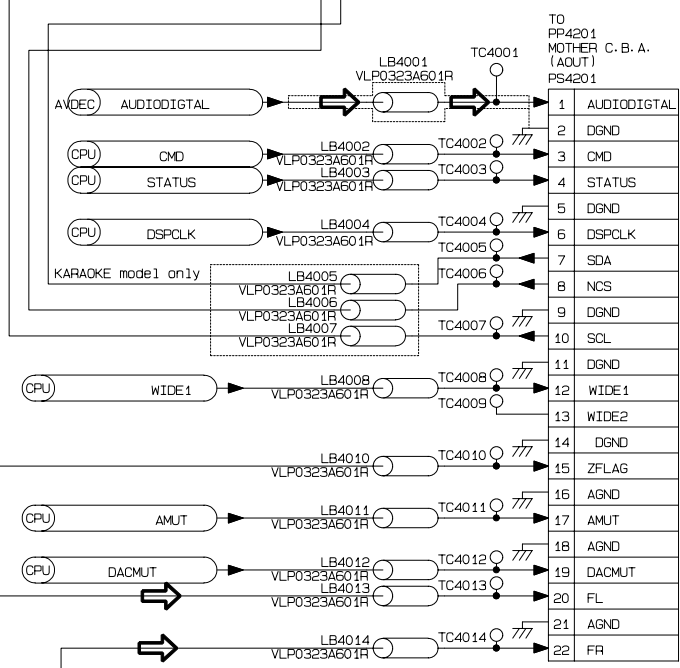 TO
PP4201
MOTHER C.B.A.
(AOUT)
PS4201
LB4001
VLP0323A601R
TC4001
AVDEC AUDIODIGTAL
1 AUDIODIGTAL
2 DGND
CPU CMD
LB4002
VLP0323A601R
TC4002
3 CMD
CPU STATUS
LB4003
VLP0323A601R
TC4003
4 STATUS
5 DGND
CPU DSPCLK
LB4004
VLP0323A601R
TC4004
6 DSPCLK
TC4005
7 SDA
KARAOKE model only
LB4005
VLP0323A601R
TC4006
8 NCS
LB4006
VLP0323A601R
9 DGND
LB4007
VLP0323A601R
TC4007
10 SCL
11 DGND
CPU WIDE1
LB4008
VLP0323A601R
TC4008
12 WIDE1
TC4009
13 WIDE2
14 DGND
LB4010
VLP0323A601R
TC4010
15 ZFLAG
16 AGND
CPU AMUT
LB4011
VLP0323A601R
TC4011
17 AMUT
18 AGND
CPU DACMUT
LB4012
VLP0323A601R
TC4012
19 DACMUT
LB4013
VLP0323A601R
TC4013
20 FL
21 AGND
LB4014
VLP0323A601R
TC4014
22 FR